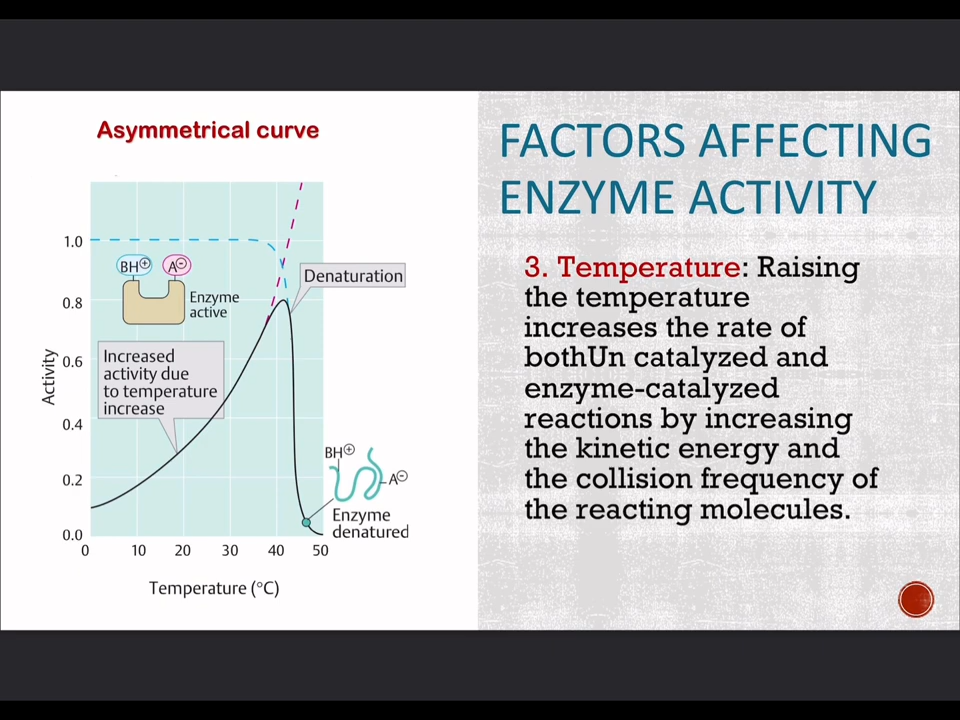 Asymmetrical curve
FACTORS AFFECTING
ENZYME ACTIVITY
3. Temperature: Raising
the temperature
increases the rate of
bothUn catalyzed and
enzyme-catalyzed
reactions by increasing
the kinetic energy and
the collision frequency of
the reacting molecules.
Activity
1.0
0.8
0.6
0.4
0.2
0.0
BH⊕ A⊖
Enzyme
active
Denaturation
Increased
activity due
to temperature
increase
BH⊕
A⊖
Enzyme
denatured
0 10 20 30 40 50
Temperature (°C)